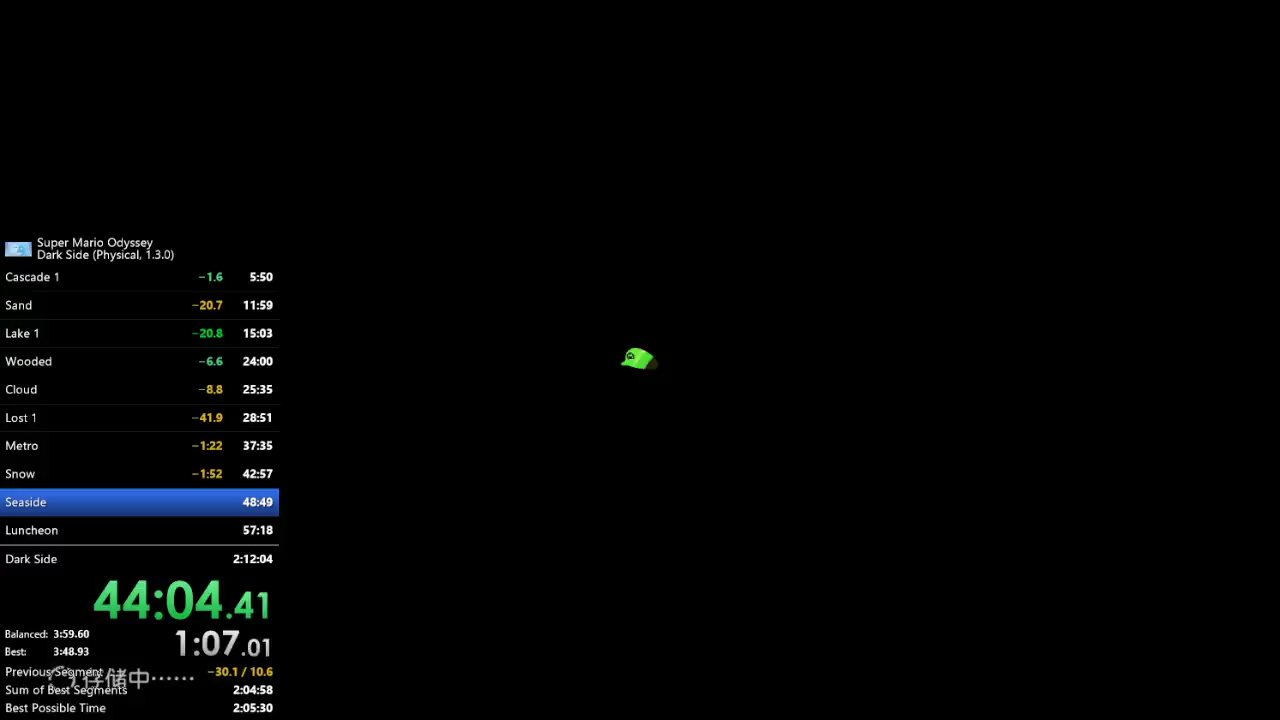 Super Mario Odyssey
Dark Side (Physical, 1.3.0)
Cascade 1 −1.6 5:50
Sand −20.7 11:59
Lake 1 −20.8 15:03
Wooded −6.6 24:00
Cloud −8.8 25:35
Lost 1 −41.9 28:51
Metro −1:22 37:35
Snow −1:52 42:57
Seaside 48:49
Luncheon 57:18
Dark Side 2:12:04
44:04.41
Balanced: 3:59.60
1:07.01
Best: 3:48.93
Previous Segment −30.1 / 10.6
存储中……
Sum of Best Segments 2:04:58
Best Possible Time 2:05:30